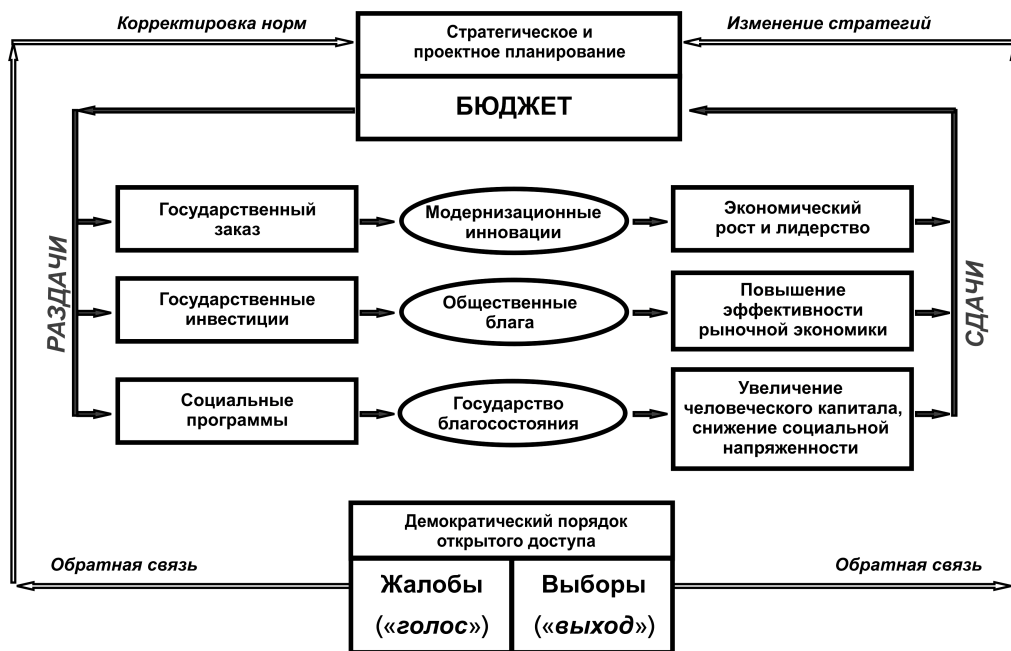 Корректировка норм
Стратегическое и
проектное планирование
Изменение стратегий
БЮДЖЕТ
РАЗДАЧИ
Государственный
заказ
Модернизационные
инновации
Экономический
рост и лидерство
Государственные
инвестиции
Общественные
блага
Повышение
эффективности
рыночной экономики
Социальные
программы
Государство
благосостояния
Увеличение
человеческого капитала,
снижение социальной
напряженности
СДАЧИ
Демократический порядок
открытого доступа
Обратная связь
Жалобы
(«голос»)
Выборы
(«выход»)
Обратная связь